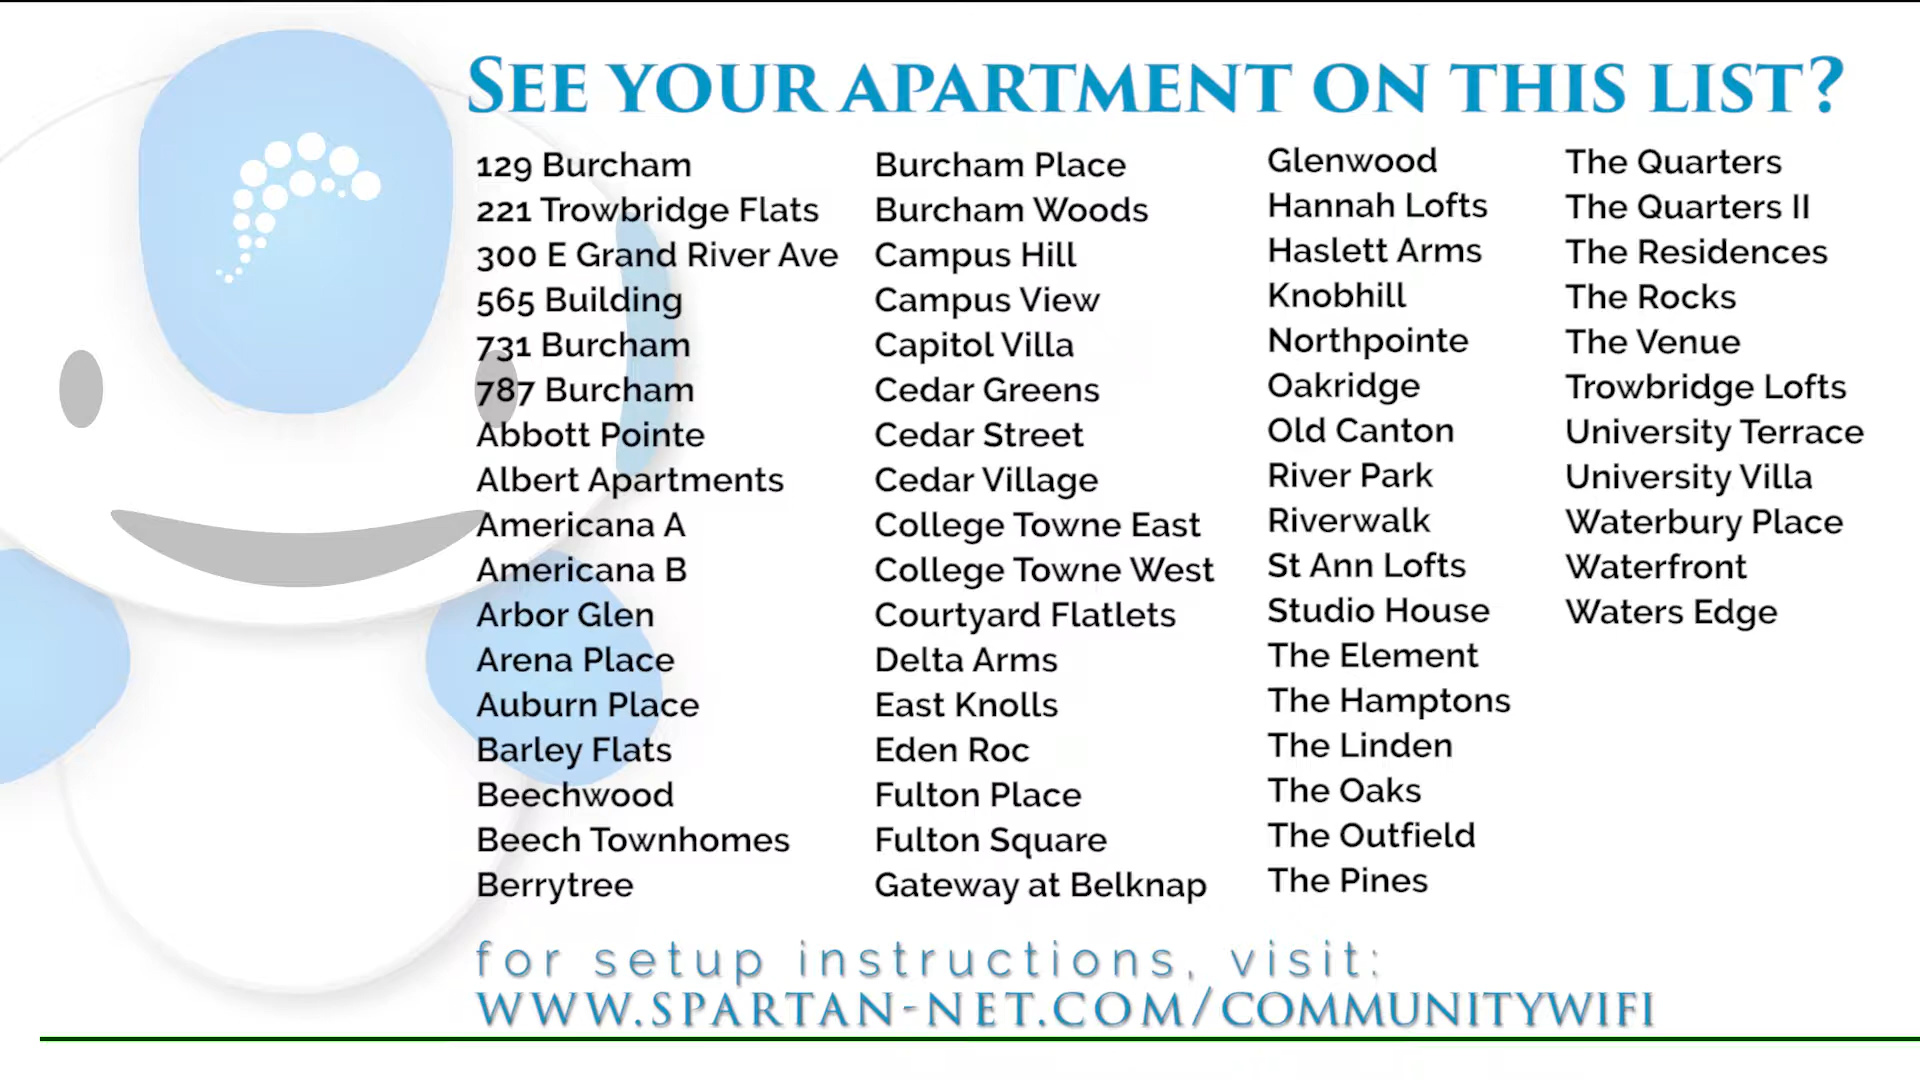 See your apartment on this list?
129 Burcham
221 Trowbridge Flats
300 E Grand River Ave
565 Building
731 Burcham
787 Burcham
Abbott Pointe
Albert Apartments
Americana A
Americana B
Arbor Glen
Arena Place
Auburn Place
Barley Flats
Beechwood
Beech Townhomes
Berrytree
Burcham Place
Burcham Woods
Campus Hill
Campus View
Capitol Villa
Cedar Greens
Cedar Street
Cedar Village
College Towne East
College Towne West
Courtyard Flatlets
Delta Arms
East Knolls
Eden Roc
Fulton Place
Fulton Square
Gateway at Belknap
Glenwood
Hannah Lofts
Haslett Arms
Knobhill
Northpointe
Oakridge
Old Canton
River Park
Riverwalk
St Ann Lofts
Studio House
The Element
The Hamptons
The Linden
The Oaks
The Outfield
The Pines
The Quarters
The Quarters II
The Residences
The Rocks
The Venue
Trowbridge Lofts
University Terrace
University Villa
Waterbury Place
Waterfront
Waters Edge
for setup instructions, visit:
www.spartan-net.com/communitywifi